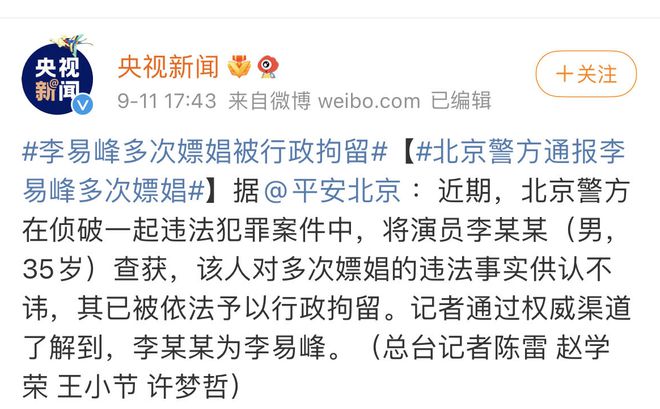 央视新闻
央视
新@闻
9-11 17:43 来自微博 weibo.com 已编辑
＋关注
#李易峰多次嫖娼被行政拘留#【#北京警方通报李
易峰多次嫖娼#】据@平安北京：近期，北京警方
在侦破一起违法犯罪案件中，将演员李某某（男，
35岁）查获，该人对多次嫖娼的违法事实供认不
讳，其已被依法予以行政拘留。记者通过权威渠道
了解到，李某某为李易峰。（总台记者陈雷 赵学
荣 王小节 许梦哲）